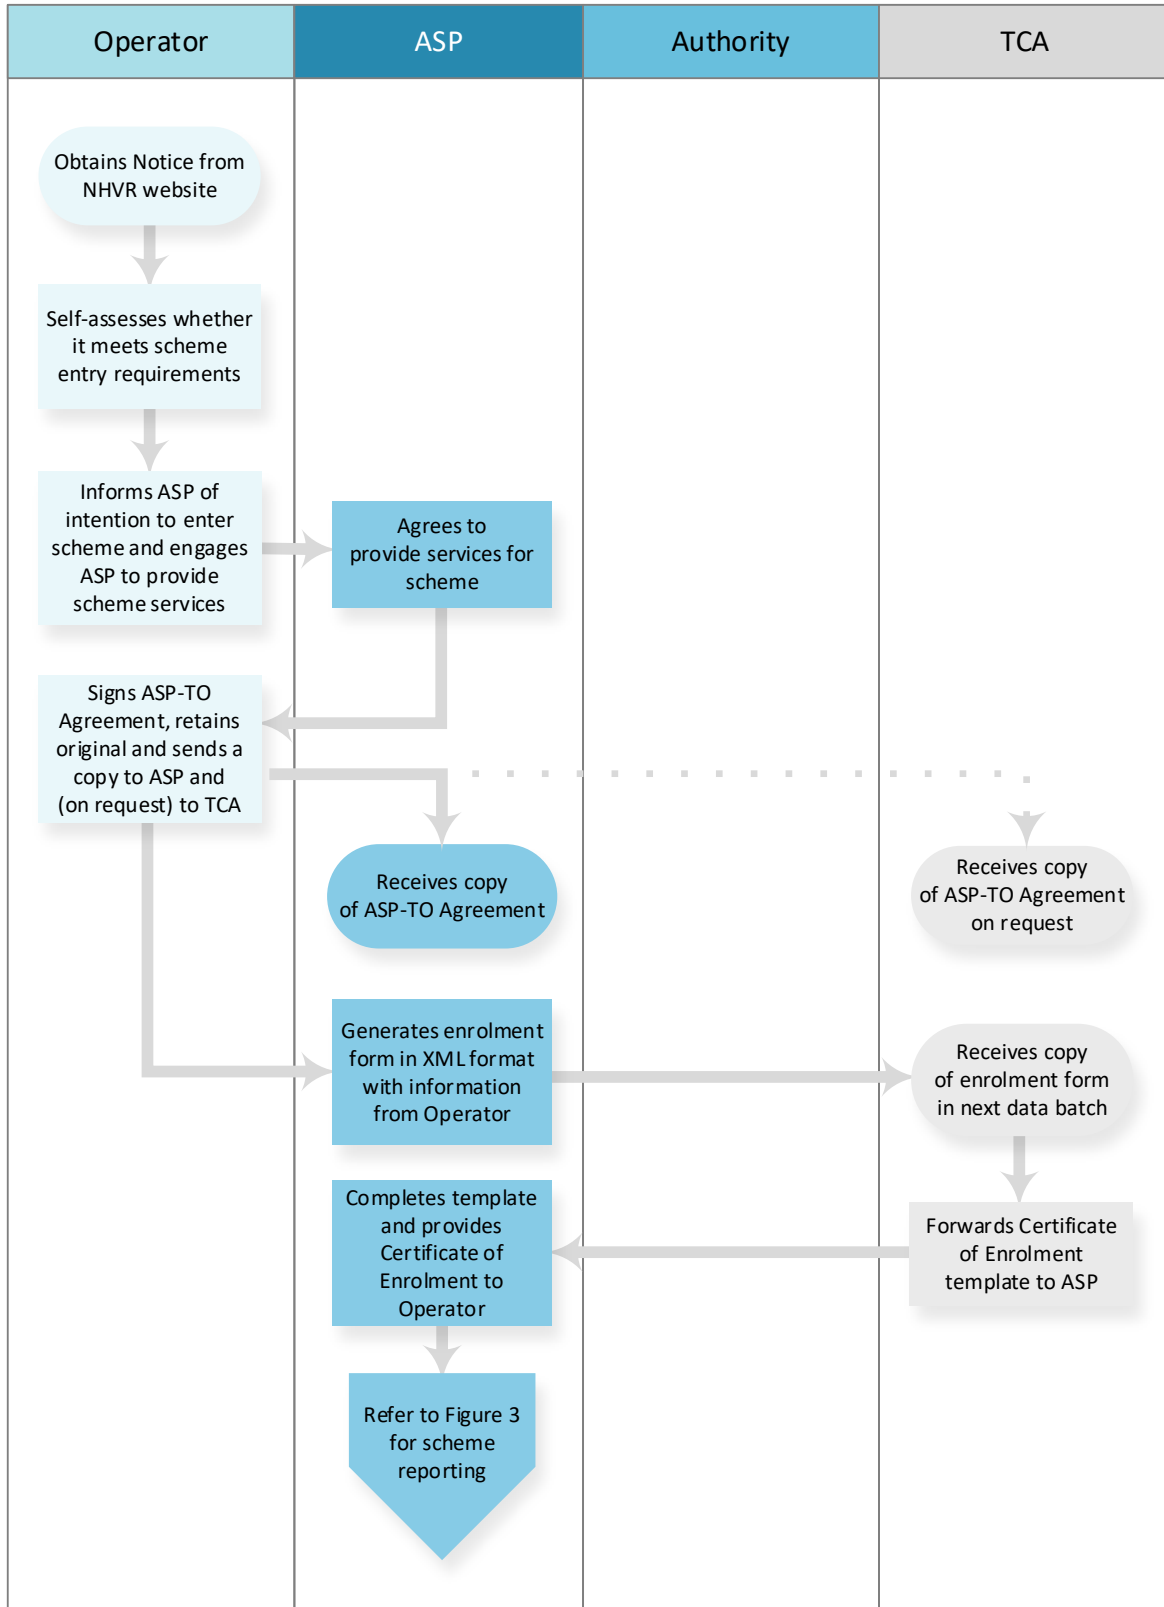 Operator
ASP
Authority
TCA
Obtains Notice from
NHVR website
Self-assesses whether
it meets scheme
entry requirements
Informs ASP of
intention to enter
scheme and engages
ASP to provide
scheme services
Agrees to
provide services for
scheme
Signs ASP-TO
Agreement, retains
original and sends a
copy to ASP and
(on request) to TCA
Receives copy
of ASP-TO Agreement
Receives copy
of ASP-TO Agreement
on request
Generates enrolment
form in XML format
with information
from Operator
Receives copy
of enrolment form
in next data batch
Completes template
and provides
Certificate of
Enrolment to
Operator
Forwards Certificate
of Enrolment
template to ASP
Refer to Figure 3
for scheme
reporting